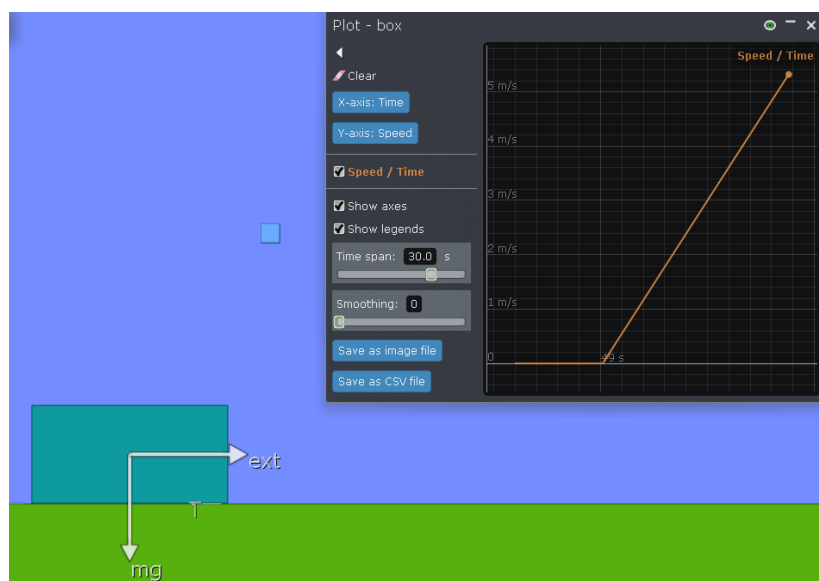 Plot - box
Clear
X-axis: Time
Y-axis: Speed
Speed / Time
Show axes
Show legends
Time span: 30.0 s
Smoothing: 0
Save as image file
Save as CSV file
Speed / Time
5 m/s
4 m/s
3 m/s
2 m/s
1 m/s
0
49 s
ext
T
mg